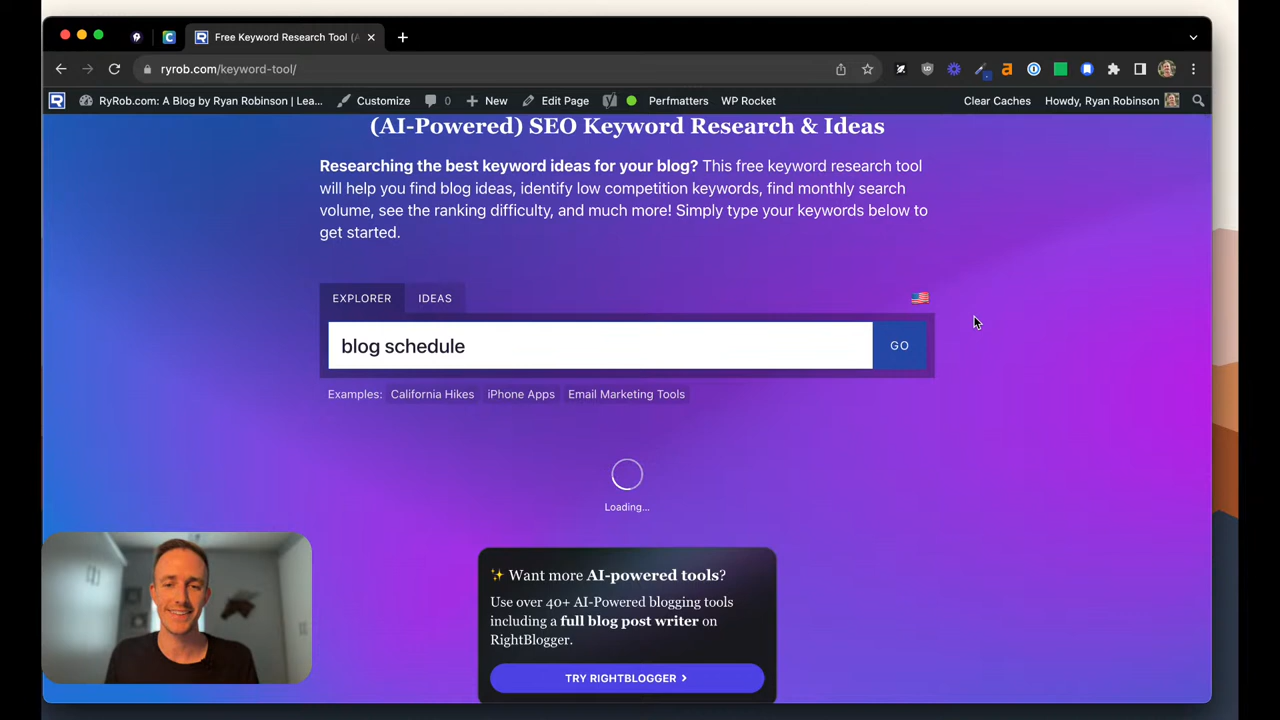 Free Keyword Research Tool (A
ryrob.com/keyword-tool/
RyRob.com: A Blog by Ryan Robinson | Lea... Customize 0 New Edit Page Perfmatters WP Rocket Clear Caches Howdy, Ryan Robinson
(AI-Powered) SEO Keyword Research & Ideas
Researching the best keyword ideas for your blog? This free keyword research tool
will help you find blog ideas, identify low competition keywords, find monthly search
volume, see the ranking difficulty, and much more! Simply type your keywords below to
get started.
EXPLORER IDEAS
blog schedule GO
Examples: California Hikes iPhone Apps Email Marketing Tools
Loading...
✨ Want more AI-powered tools?
Use over 40+ AI-Powered blogging tools
including a full blog post writer on
RightBlogger.
TRY RIGHTBLOGGER >